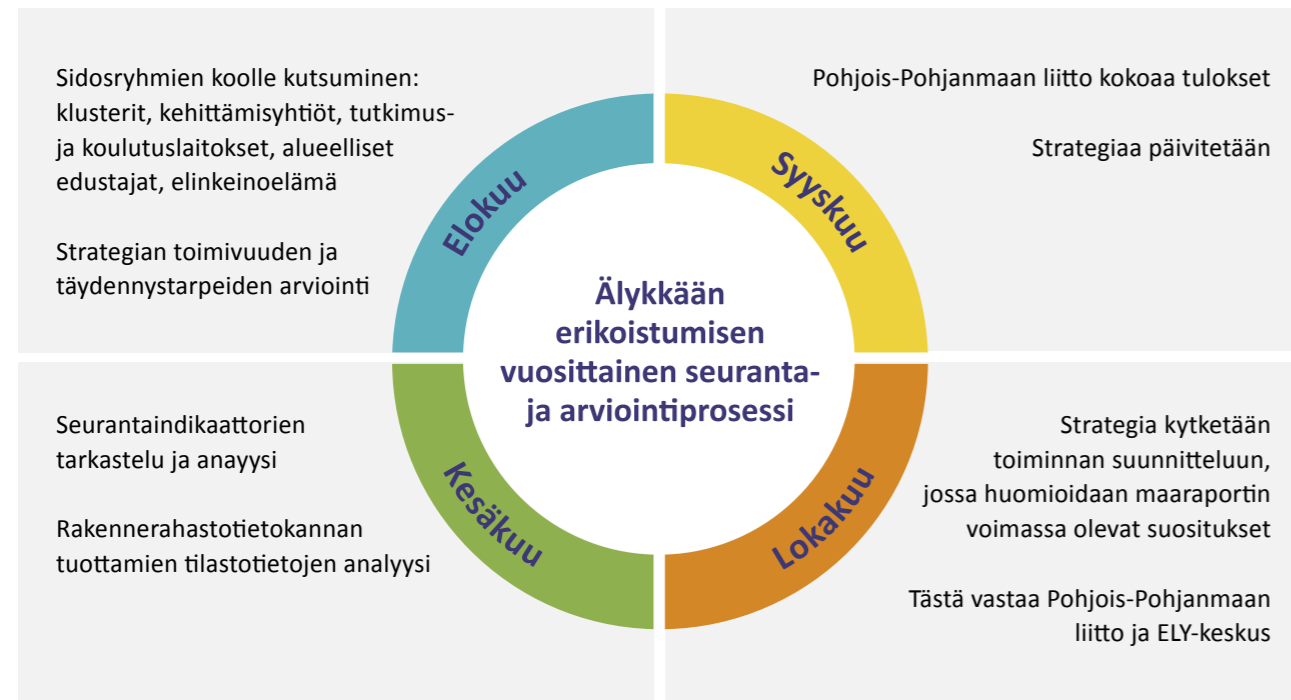 Sidosryhmien koolle kutsuminen:
klusterit, kehittämisyhtiöt, tutkimus-
ja koulutuslaitokset, alueelliset
edustajat, elinkeinoelämä
Strategian toimivuuden ja
täydennystarpeiden arviointi
Elokuu
Pohjois-Pohjanmaan liitto kokoaa tulokset
Strategiaa päivitetään
Syyskuu
Älykkään
erikoistumisen
vuosittainen seuranta-
ja arviointiprosessi
Seurantaindikaattorien
tarkastelu ja anayysi
Rakennerahastotietokannan
tuottamien tilastotietojen analyysi
Kesäkuu
Strategia kytketään
toiminnan suunnitteluun,
jossa huomioidaan maaraportin
voimassa olevat suositukset
Tästä vastaa Pohjois-Pohjanmaan
liitto ja ELY-keskus
Lokakuu